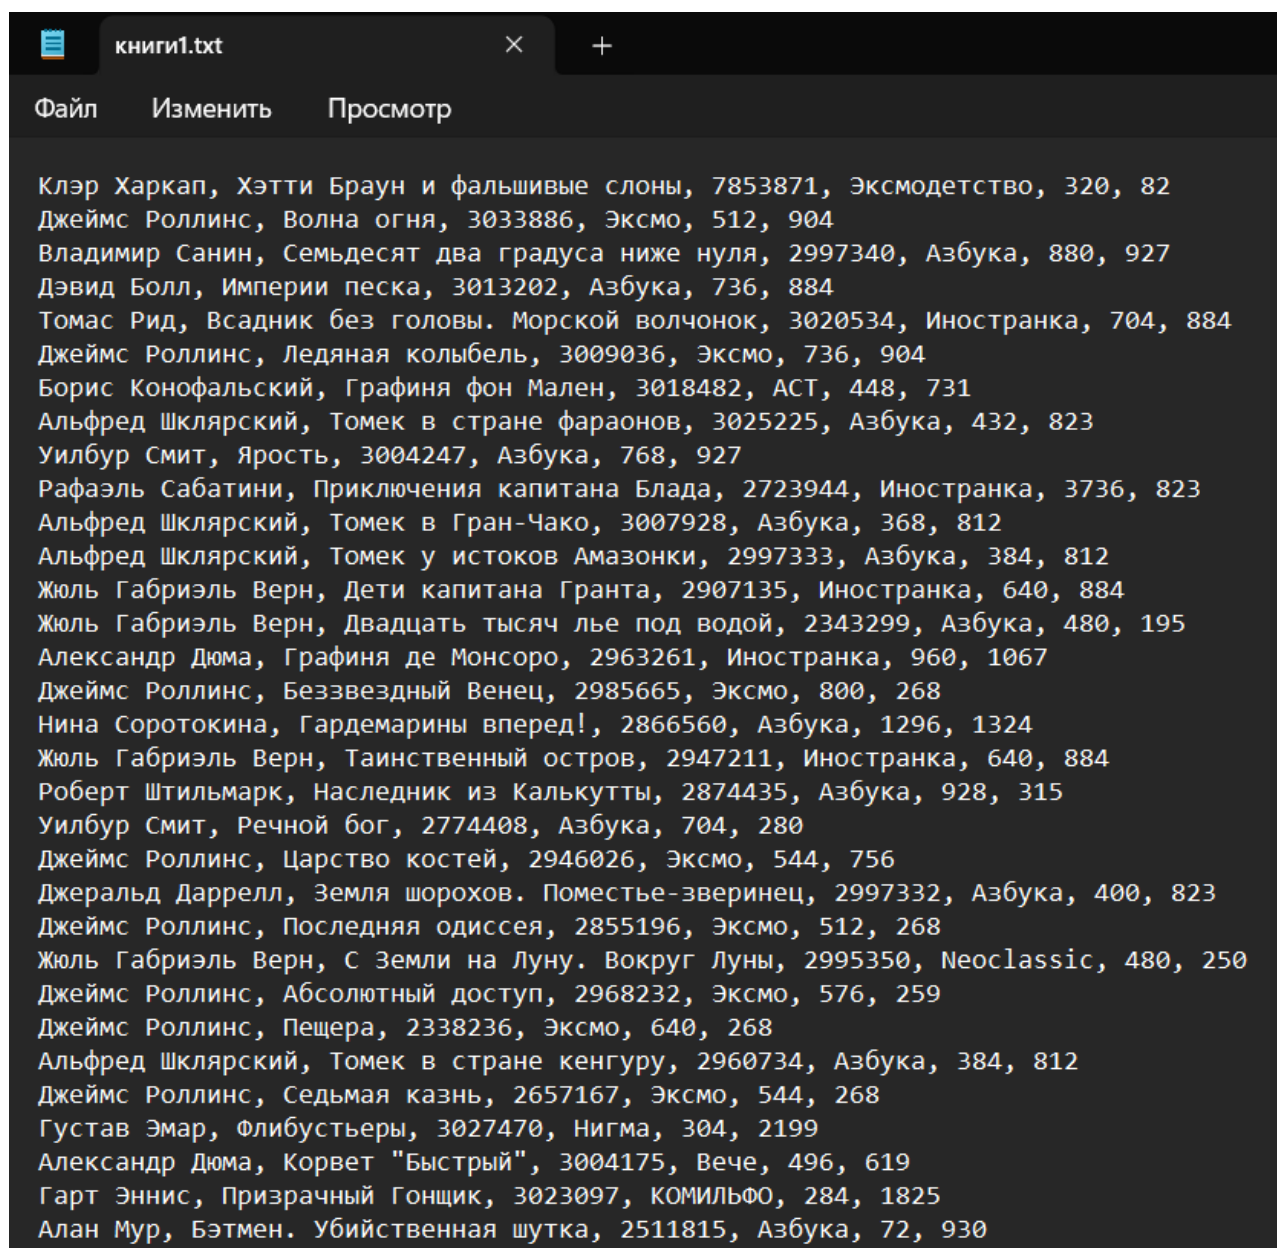 книги1.txt
Файл Изменить Просмотр
Клэр Харкап, Хэтти Браун и фальшивые слоны, 7853871, Эксмодетство, 320, 82
Джеймс Роллинс, Волна огня, 3033886, Эксмо, 512, 904
Владимир Санин, Семьдесят два градуса ниже нуля, 2997340, Азбука, 880, 927
Дэвид Болл, Империи песка, 3013202, Азбука, 736, 884
Томас Рид, Всадник без головы. Морской волчонок, 3020534, Иностранка, 704, 884
Джеймс Роллинс, Ледяная колыбель, 3009036, Эксмо, 736, 904
Борис Конофальский, Графиня фон Мален, 3018482, АСТ, 448, 731
Альфред Шклярский, Томек в стране фараонов, 3025225, Азбука, 432, 823
Уилбур Смит, Ярость, 3004247, Азбука, 768, 927
Рафаэль Сабатини, Приключения капитана Блада, 2723944, Иностранка, 3736, 823
Альфред Шклярский, Томек в Гран-Чако, 3007928, Азбука, 368, 812
Альфред Шклярский, Томек у истоков Амазонки, 2997333, Азбука, 384, 812
Жюль Габриэль Верн, Дети капитана Гранта, 2907135, Иностранка, 640, 884
Жюль Габриэль Верн, Двадцать тысяч лье под водой, 2343299, Азбука, 480, 195
Александр Дюма, Графиня де Монсоро, 2963261, Иностранка, 960, 1067
Джеймс Роллинс, Беззвездный Венец, 2985665, Эксмо, 800, 268
Нина Соротокина, Гардемарины вперед!, 2866560, Азбука, 1296, 1324
Жюль Габриэль Верн, Таинственный остров, 2947211, Иностранка, 640, 884
Роберт Штильмарк, Наследник из Калькутты, 2874435, Азбука, 928, 315
Уилбур Смит, Речной бог, 2774408, Азбука, 704, 280
Джеймс Роллинс, Царство костей, 2946026, Эксмо, 544, 756
Джеральд Даррелл, Земля шорохов. Поместье-зверинец, 2997332, Азбука, 400, 823
Джеймс Роллинс, Последняя одиссея, 2855196, Эксмо, 512, 268
Жюль Габриэль Верн, С Земли на Луну. Вокруг Луны, 2995350, Neoclassic, 480, 250
Джеймс Роллинс, Абсолютный доступ, 2968232, Эксмо, 576, 259
Джеймс Роллинс, Пещера, 2338236, Эксмо, 640, 268
Альфред Шклярский, Томек в стране кенгуру, 2960734, Азбука, 384, 812
Джеймс Роллинс, Седьмая казнь, 2657167, Эксмо, 544, 268
Густав Эмар, Флибустьеры, 3027470, Нигма, 304, 2199
Александр Дюма, Корвет "Быстрый", 3004175, Вече, 496, 619
Гарт Эннис, Призрачный Гонщик, 3023097, КОМИЛЬФО, 284, 1825
Алан Мур, Бэтмен. Убийственная шутка, 2511815, Азбука, 72, 930